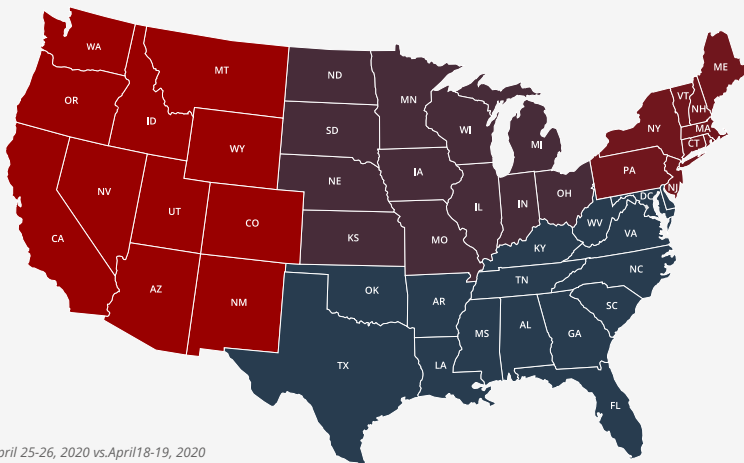 WA
MT
ND
ME
OR
ID
MN
VT
NH
SD
WI
NY
MA
WY
MI
CT
IA
PA
NV
NE
OH
NJ
UT
IL
IN
DC
CO
WV
CA
KS
MO
KY
VA
NC
TN
AZ
OK
NM
AR
SC
MS
AL
GA
TX
LA
FL
pril 25-26, 2020 vs.April18-19, 2020